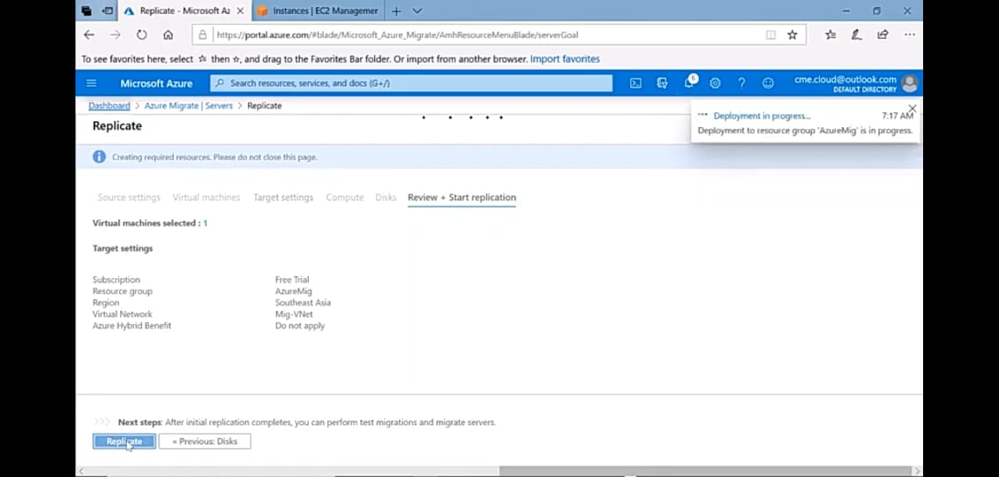 Replicate - Microsoft Az
Instances | EC2 Managemer
https://portal.azure.com/#blade/Microsoft_Azure_Migrate/AmhResourceMenuBlade/serverGoal
To see favorites here, select ☆ then ☆, and drag to the Favorites Bar folder. Or import from another browser. Import favorites
Microsoft Azure
Search resources, services, and docs (G+/)
6
cme.cloud@outlook.com
DEFAULT DIRECTORY
Dashboard > Azure Migrate | Servers > Replicate
Replicate
Deployment in progress... 7:17 AM
Deployment to resource group 'AzureMig' is in progress.
Creating required resources. Please do not close this page.
Source settings Virtual machines Target settings Compute Disks Review + Start replication
Virtual machines selected : 1
Target settings
Subscription Free Trial
Resource group AzureMig
Region Southeast Asia
Virtual Network Mig-VNet
Azure Hybrid Benefit Do not apply
Next steps: After initial replication completes, you can perform test migrations and migrate servers.
Replicate « Previous: Disks